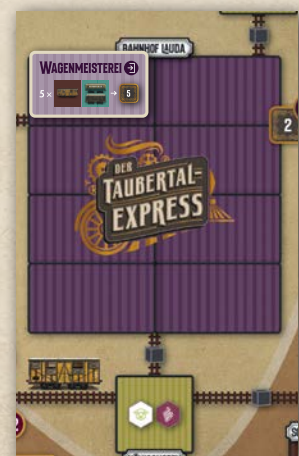 BAHNHOF LAUDA
WAGENMEISTEREI
5×
5
2
DER
TAUBERTAL-
EXPRESS